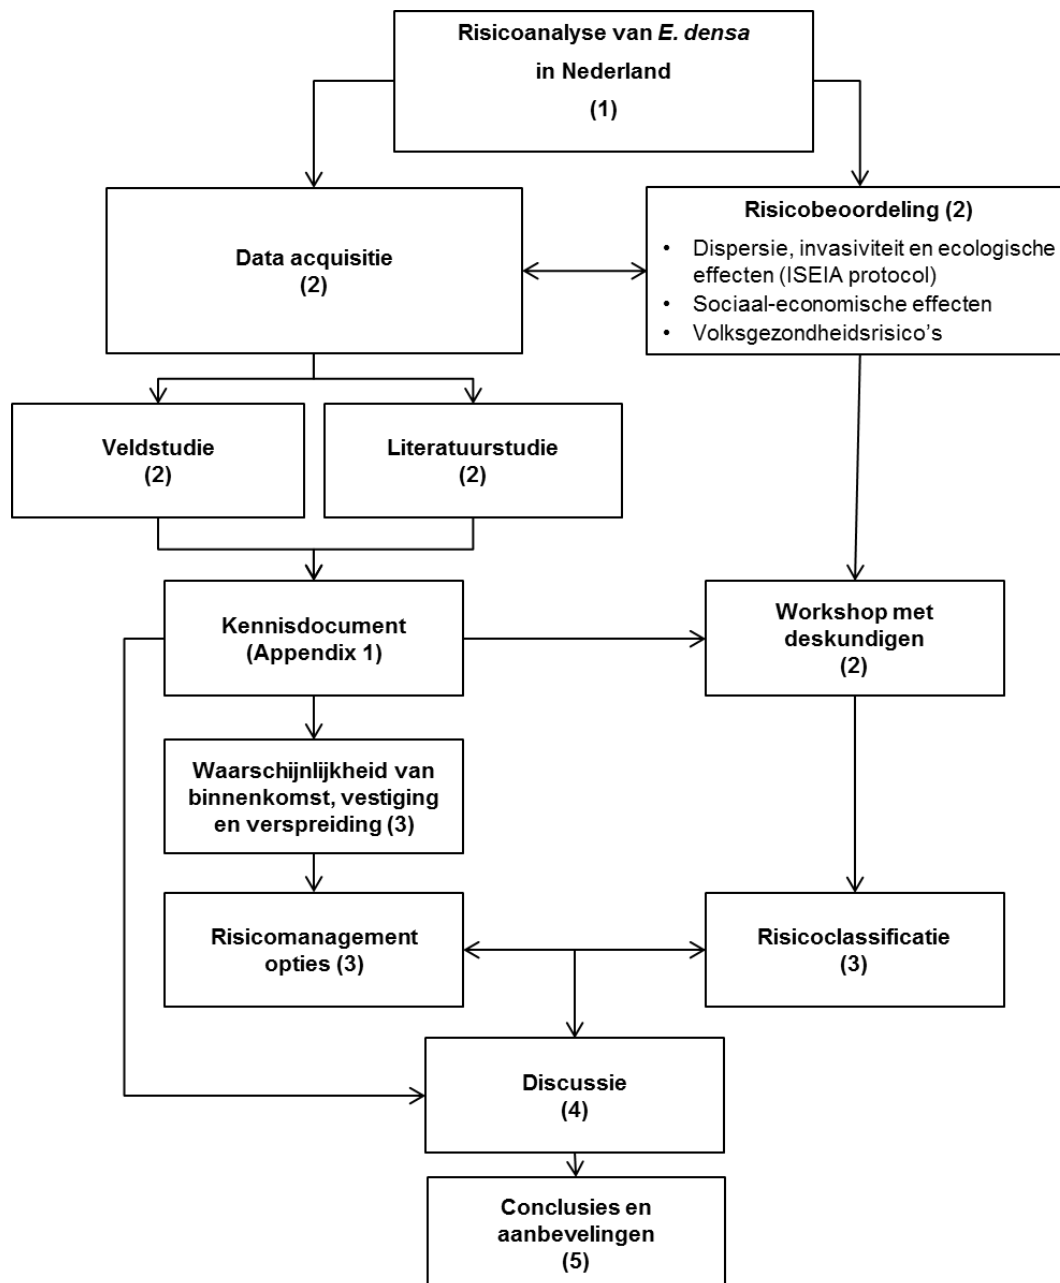 Risicoanalyse van E. densa
in Nederland
(1)
Data acquisitie
(2)
Risicobeoordeling (2)
• Dispersie, invasiviteit en ecologische
effecten (ISEIA protocol)
• Sociaal-economische effecten
• Volksgezondheidsrisico's
Veldstudie
(2)
Literatuurstudie
(2)
Kennisdocument
(Appendix 1)
Workshop met
deskundigen
(2)
Waarschijnlijkheid van
binnenkomst, vestiging
en verspreiding (3)
Risicomanagement
opties (3)
Risicoclassificatie
(3)
Discussie
(4)
Conclusies en
aanbevelingen
(5)